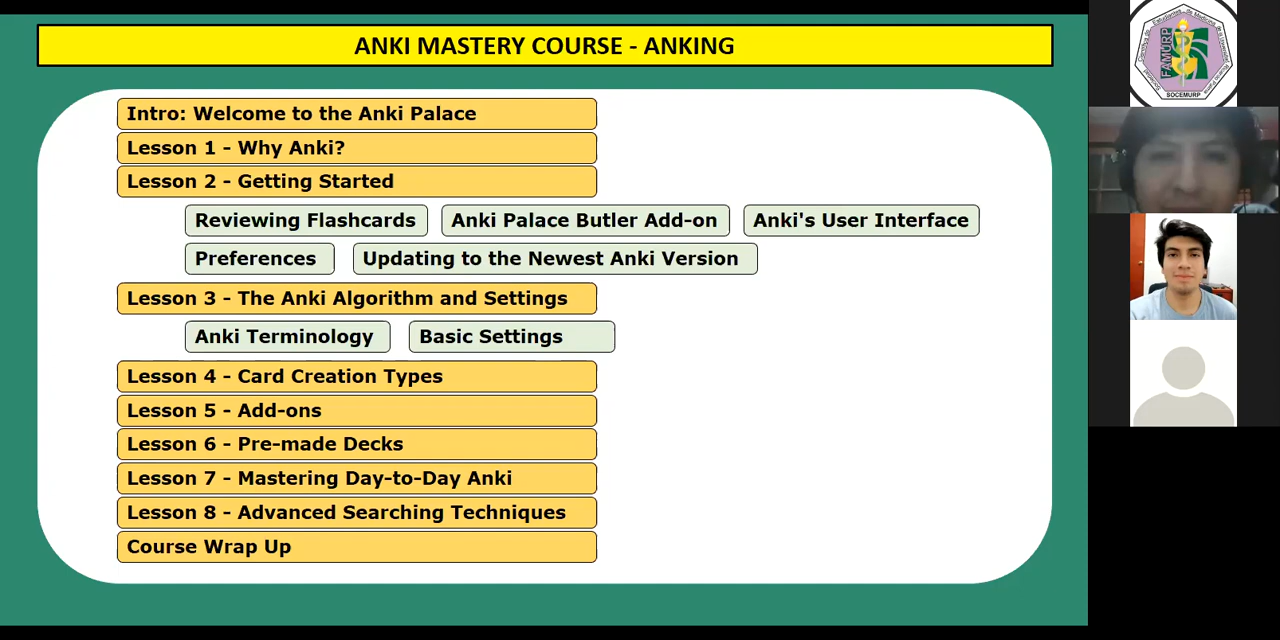 ANKI MASTERY COURSE - ANKING
Intro: Welcome to the Anki Palace
Lesson 1 - Why Anki?
Lesson 2 - Getting Started
Reviewing Flashcards
Anki Palace Butler Add-on
Anki's User Interface
Preferences
Updating to the Newest Anki Version
Lesson 3 - The Anki Algorithm and Settings
Anki Terminology
Basic Settings
Lesson 4 - Card Creation Types
Lesson 5 - Add-ons
Lesson 6 - Pre-made Decks
Lesson 7 - Mastering Day-to-Day Anki
Lesson 8 - Advanced Searching Techniques
Course Wrap Up
FAMURP
SOCEMURP